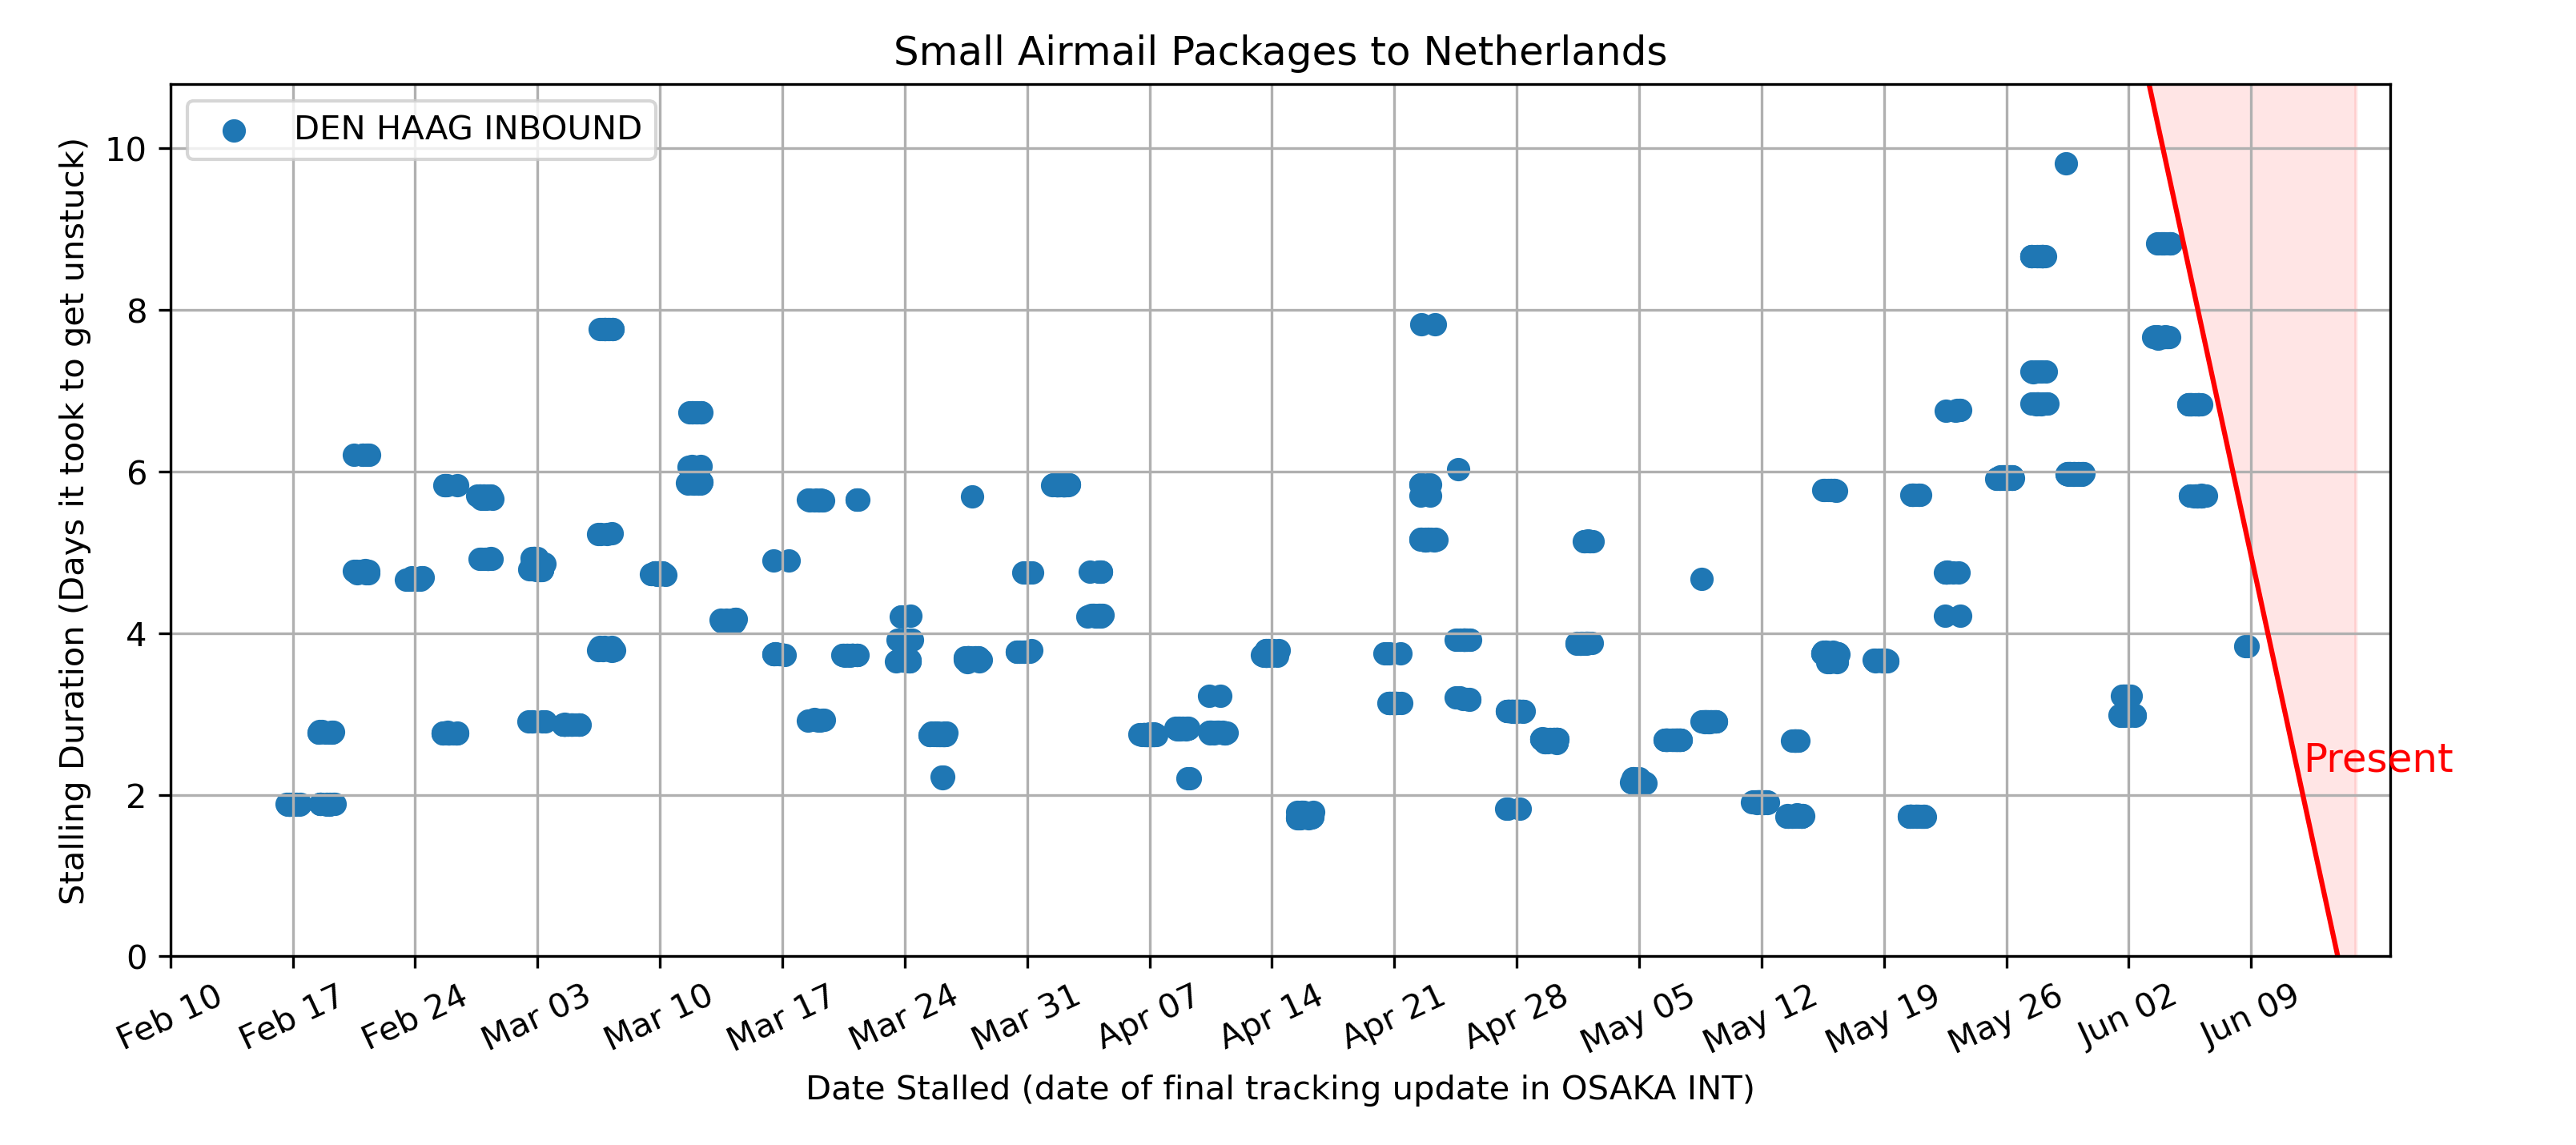 Small Airmail Packages to Netherlands
DEN HAAG INBOUND
Stalling Duration (Days it took to get unstuck)
10
8
6
4
2
0
Present
Feb 10
Feb 17
Feb 24
Mar 03
Mar 10
Mar 17
Mar 24
Mar 31
Apr 07
Apr 14
Apr 21
Apr 28
May 05
May 12
May 19
May 26
Jun 02
Jun 09
Date Stalled (date of final tracking update in OSAKA INT)